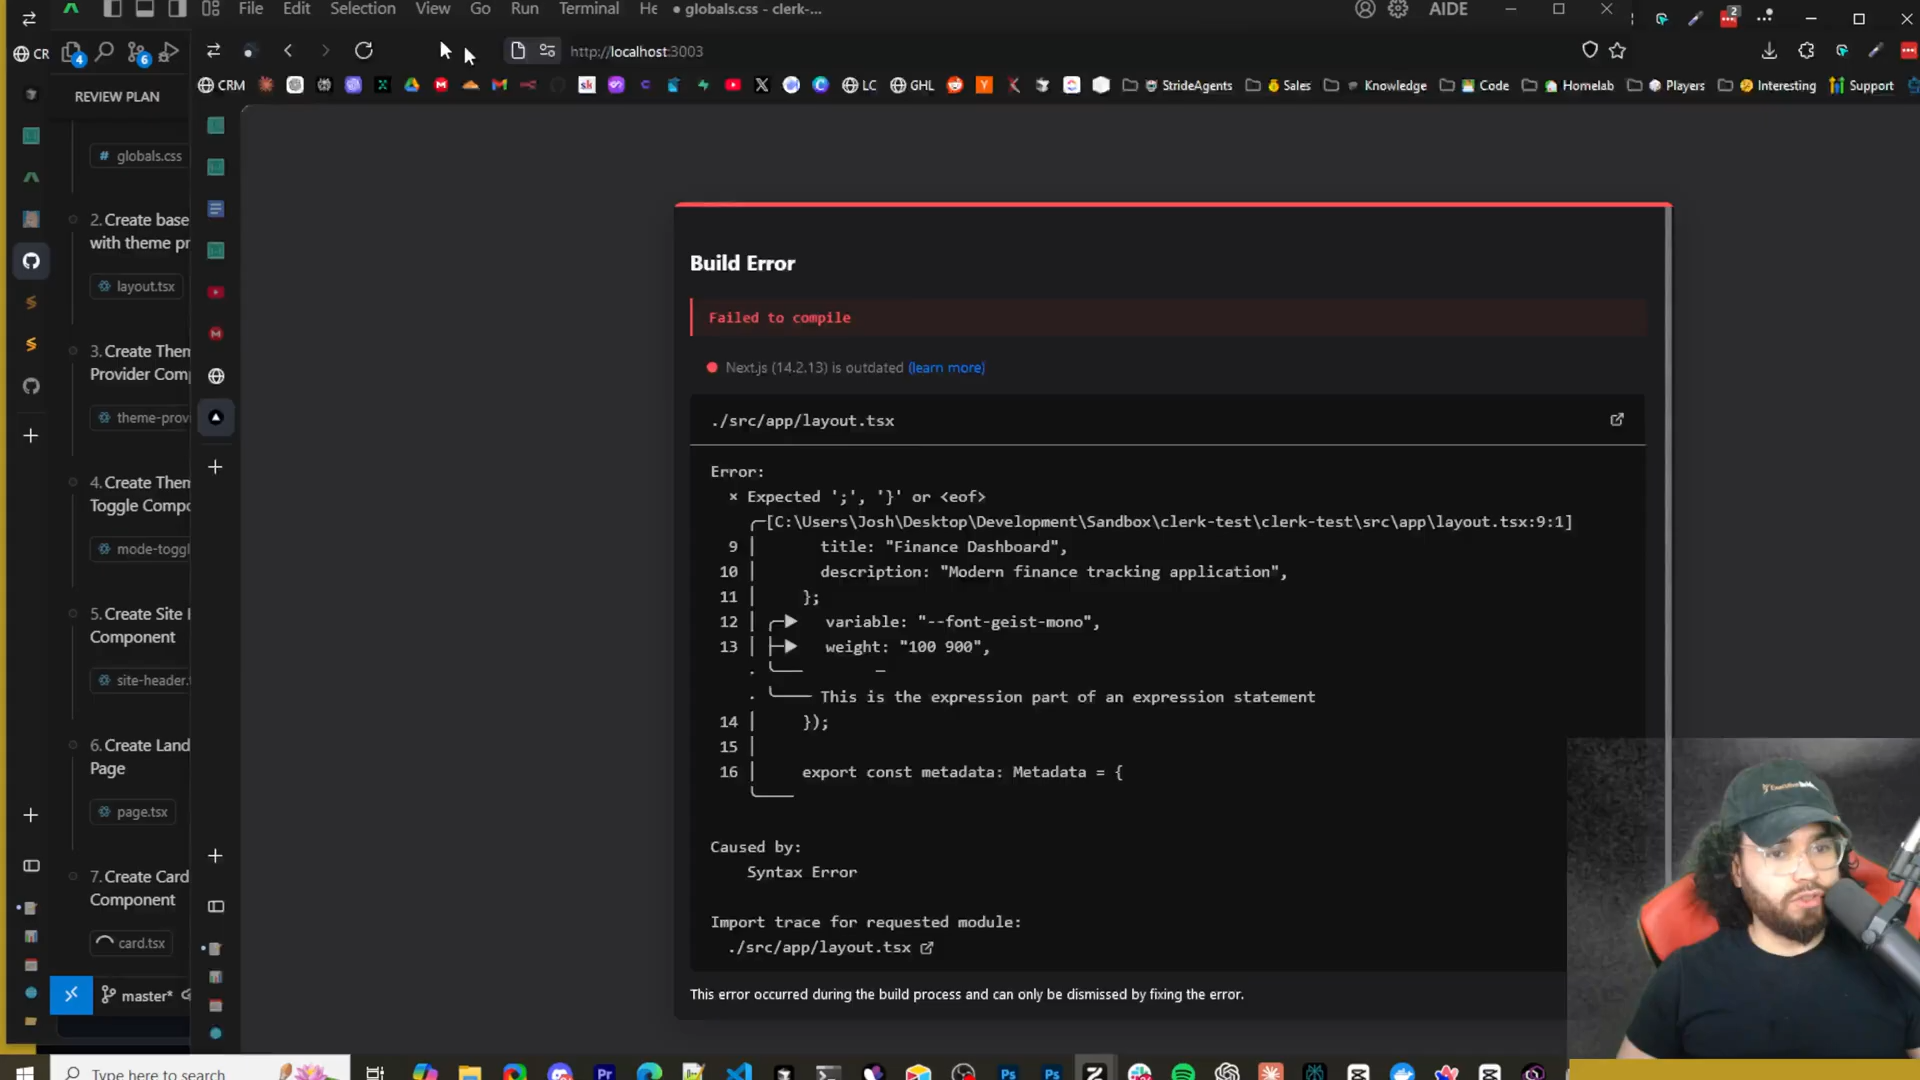 File Edit Selection View Go Run Terminal He ● globals.css - clerk-... AIDE
2
CR 4 6
http://localhost:3003
CRM LC GHL StrideAgents Sales Knowledge Code Homelab Players Interesting Support
REVIEW PLAN
# globals.css
2. Create base
with theme pr
layout.tsx
3. Create Them
Provider Comp
theme-prov
4. Create Them
Toggle Compo
mode-toggl
5. Create Site H
Component
site-header.t
6. Create Land
Page
page.tsx
7. Create Card
Component
card.tsx
master*
Build Error
Failed to compile
Next.js (14.2.13) is outdated (learn more)
./src/app/layout.tsx
Error:
× Expected ';', '}' or <eof>
╭─[C:\Users\Josh\Desktop\Development\Sandbox\clerk-test\clerk-test\src\app\layout.tsx:9:1]
9 │ title: "Finance Dashboard",
10 │ description: "Modern finance tracking application",
11 │ };
12 │ ╭─▶ variable: "--font-geist-mono",
13 │ ├─▶ weight: "100 900",
· ╰── ─
· ╰──── This is the expression part of an expression statement
14 │ });
15 │
16 │ export const metadata: Metadata = {
╰────
Caused by:
Syntax Error
Import trace for requested module:
./src/app/layout.tsx
This error occurred during the build process and can only be dismissed by fixing the error.
Type here to search